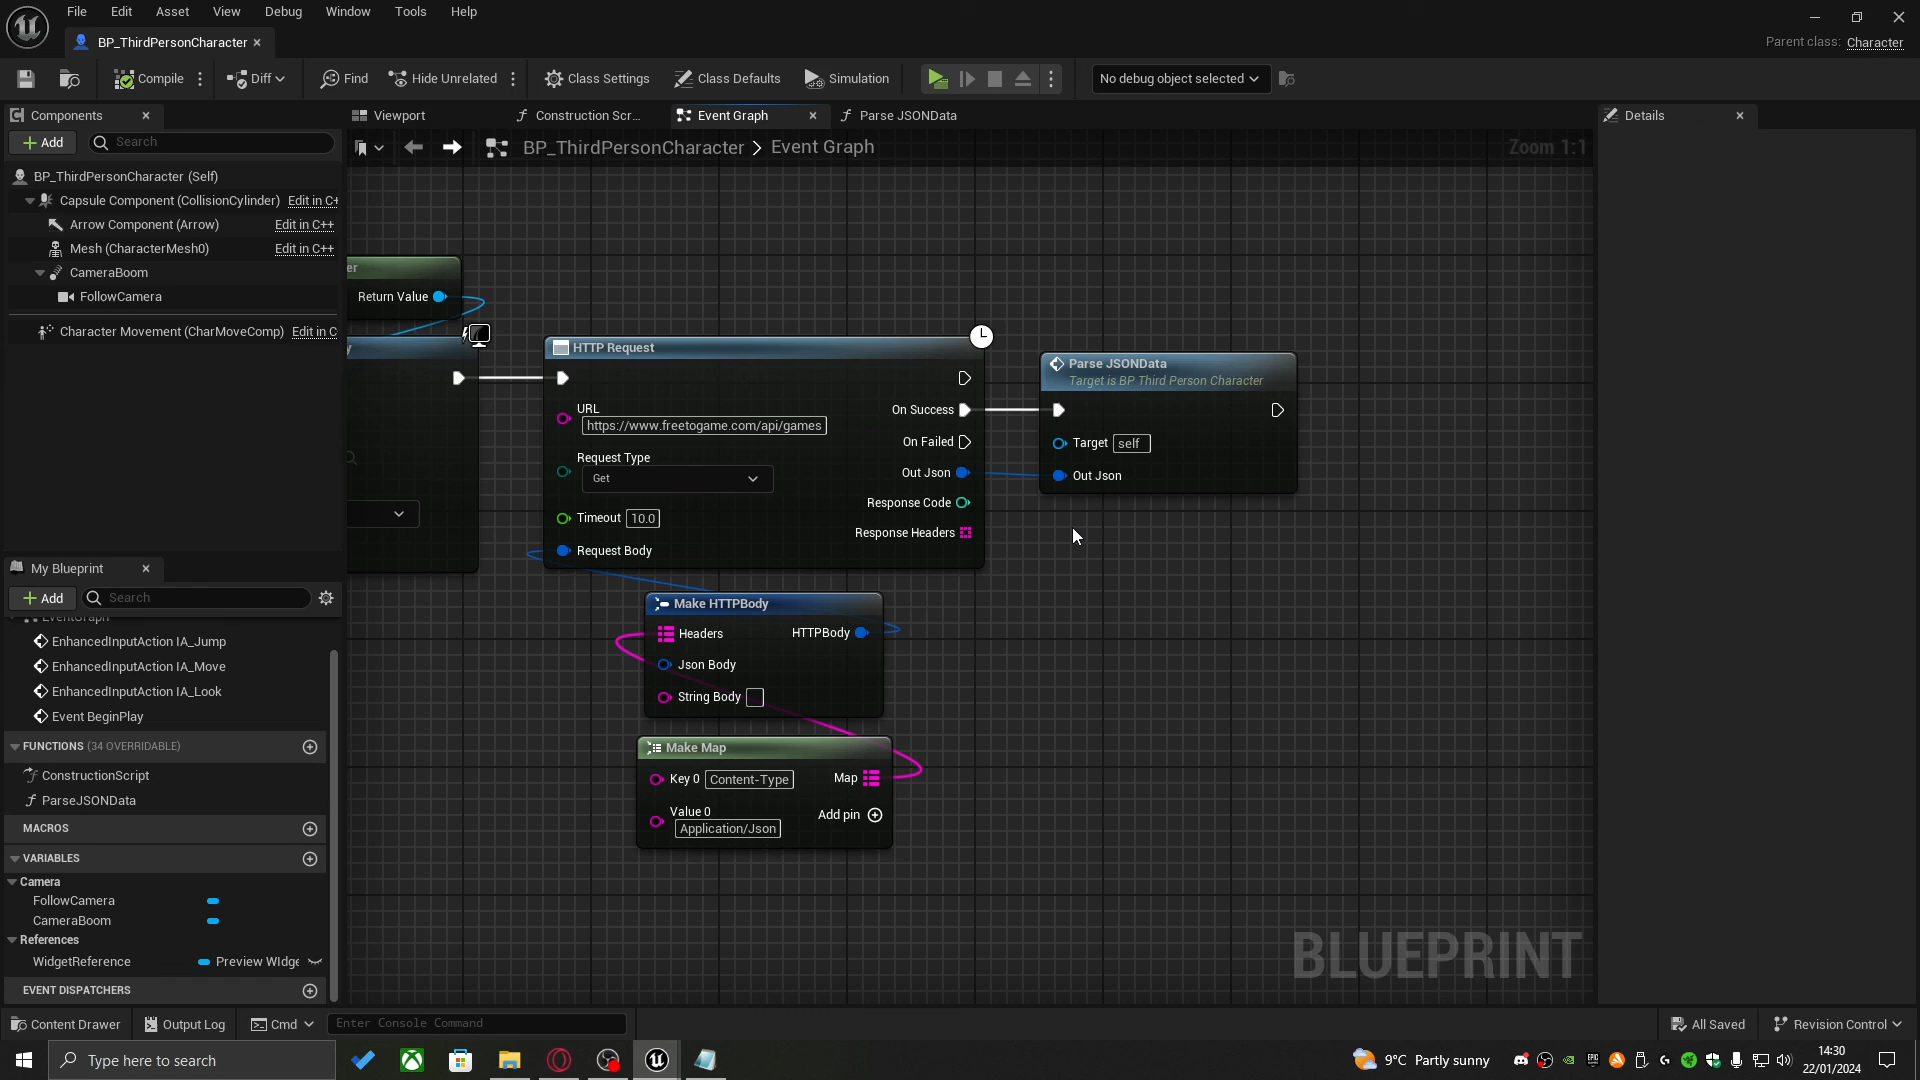 File Edit Asset View Debug Window Tools Help
BP_ThirdPersonCharacter
Parent class: Character
Compile Diff Find Hide Unrelated Class Settings Class Defaults Simulation No debug object selected
Components
Viewport Construction Scr... Event Graph Parse JSONData
Details
Add Search
BP_ThirdPersonCharacter > Event Graph
Zoom 1:1
BP_ThirdPersonCharacter (Self)
Capsule Component (CollisionCylinder) Edit in C+
Arrow Component (Arrow) Edit in C++
Mesh (CharacterMesh0) Edit in C++
CameraBoom
FollowCamera
Character Movement (CharMoveComp) Edit in C
er
Return Value
y
HTTP Request
URL
https://www.freetogame.com/api/games
Request Type
Get
Timeout 10.0
Request Body
On Success
On Failed
Out Json
Response Code
Response Headers
Parse JSONData
Target is BP Third Person Character
Target self
Out Json
Make HTTPBody
Headers HTTPBody
Json Body
String Body
Make Map
Key 0 Content-Type Map
Value 0
Application/Json
Add pin
BLUEPRINT
My Blueprint
Add Search
EventGraph
EnhancedInputAction IA_Jump
EnhancedInputAction IA_Move
EnhancedInputAction IA_Look
Event BeginPlay
FUNCTIONS (34 OVERRIDABLE)
ConstructionScript
ParseJSONData
MACROS
VARIABLES
Camera
FollowCamera
CameraBoom
References
WidgetReference Preview WIdge
EVENT DISPATCHERS
Content Drawer Output Log Cmd Enter Console Command
All Saved Revision Control
Type here to search
9°C Partly sunny
14:30
22/01/2024